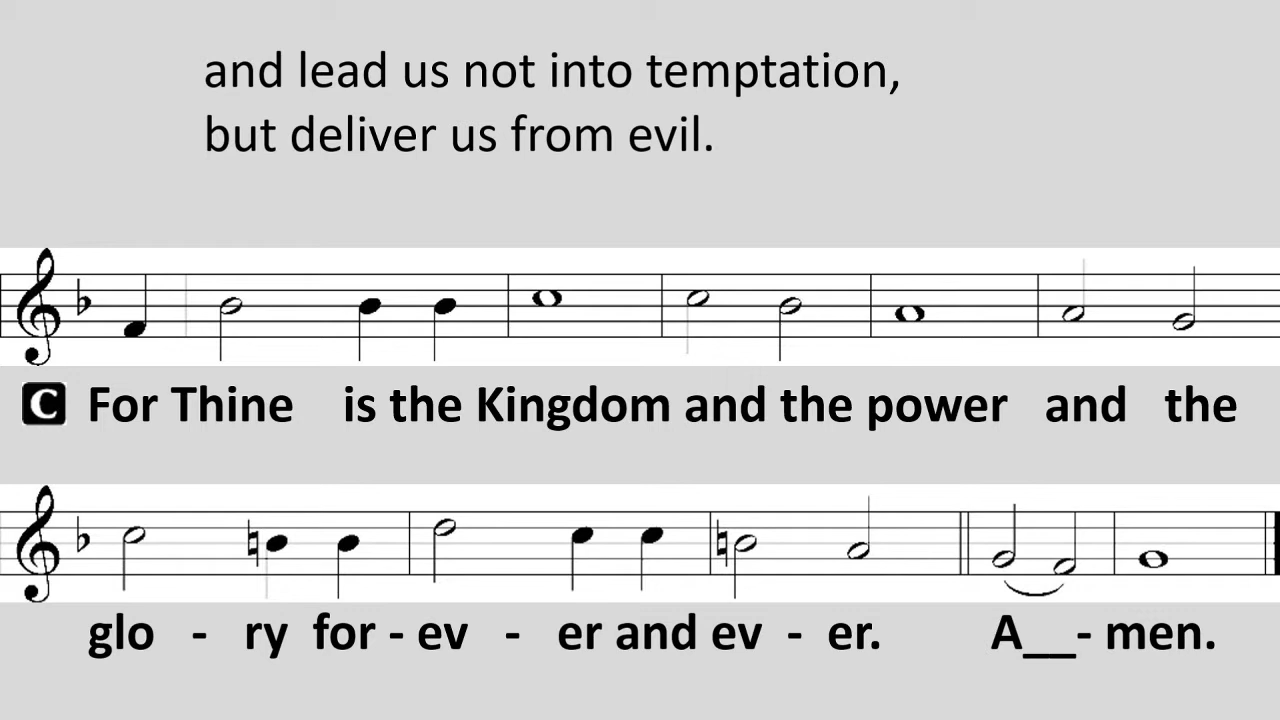 and lead us not into temptation,
but deliver us from evil.
C For Thine is the Kingdom and the power and the
glo - ry for - ev - er and ev - er. A__- men.